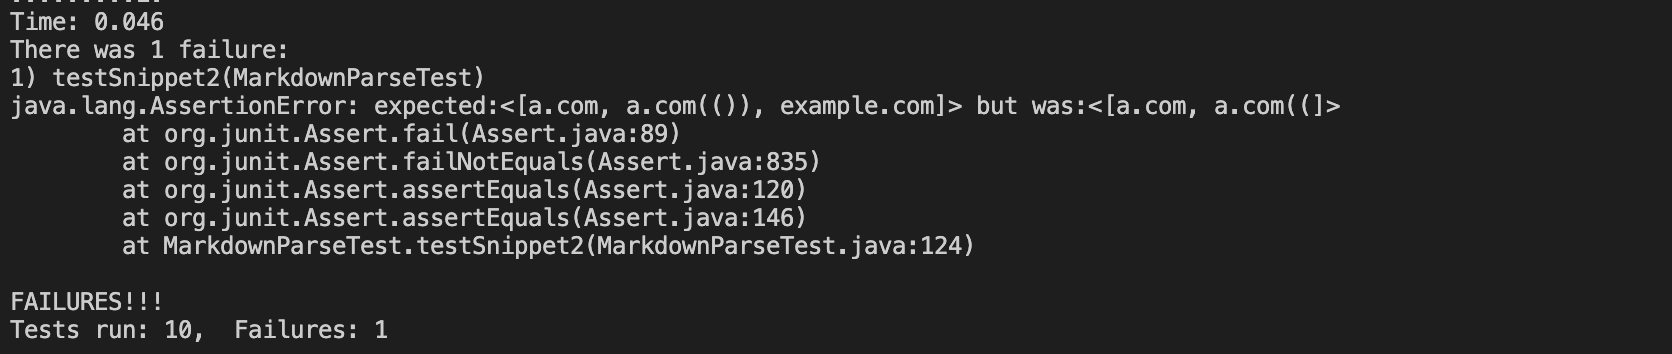 Time: 0.046
There was 1 failure:
1) testSnippet2(MarkdownParseTest)
java.lang.AssertionError: expected:<[a.com, a.com(()), example.com]> but was:<[a.com, a.com((]>
        at org.junit.Assert.fail(Assert.java:89)
        at org.junit.Assert.failNotEquals(Assert.java:835)
        at org.junit.Assert.assertEquals(Assert.java:120)
        at org.junit.Assert.assertEquals(Assert.java:146)
        at MarkdownParseTest.testSnippet2(MarkdownParseTest.java:124)

FAILURES!!!
Tests run: 10,  Failures: 1